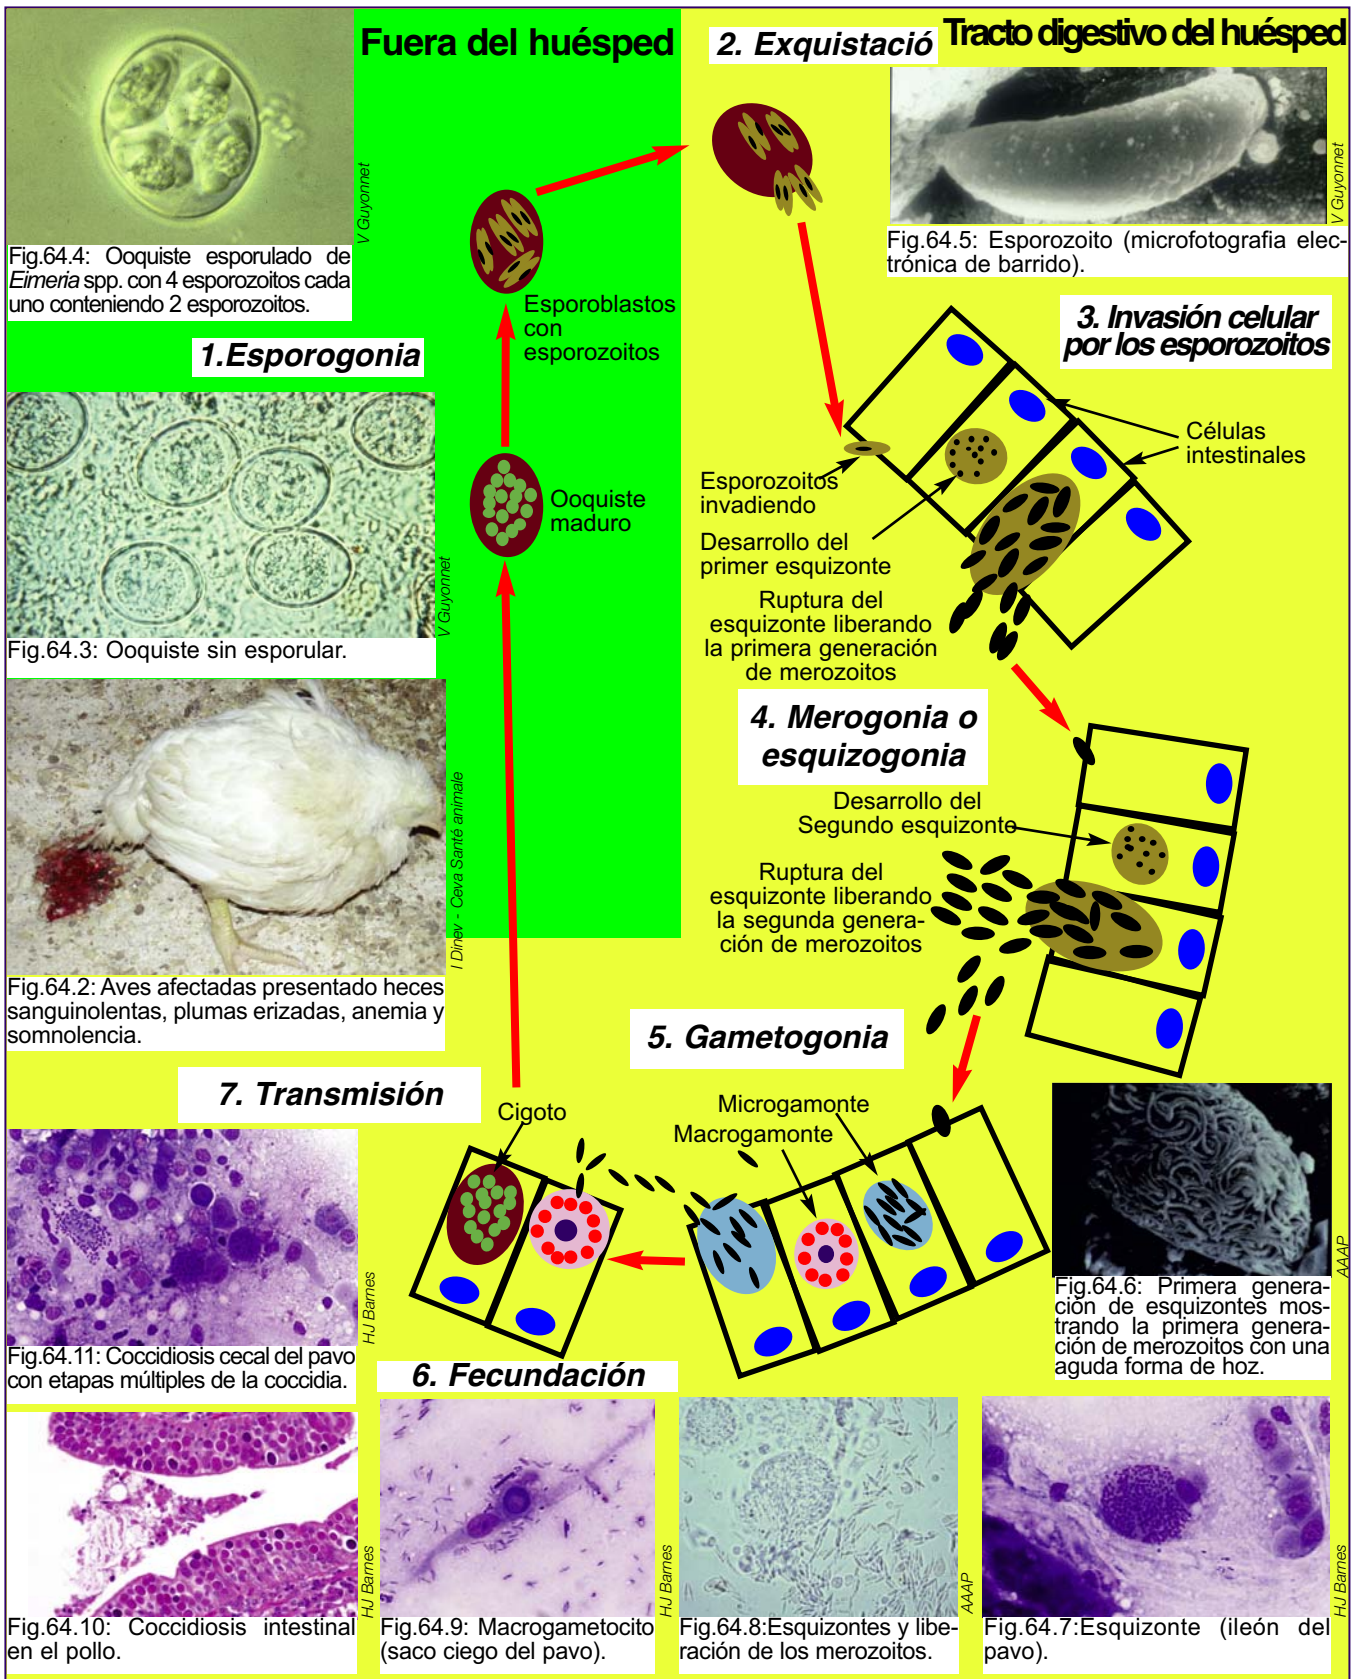 Fuera del huésped
2. Exquistació
Tracto digestivo del huésped
V Guyonnet
V Guyonnet
Fig.64.4: Ooquiste esporulado de
Eimeria spp. con 4 esporozoitos cada
uno conteniendo 2 esporozoitos.
Fig.64.5: Esporozoito (microfotografia elec-
trónica de barrido).
Esporoblastos
con
esporozoitos
1.Esporogonia
3. Invasión celular
por los esporozoitos
Células
intestinales
Esporozoitos
invadiendo
Ooquiste
maduro
Desarrollo del
primer esquizonte
V Guyonnet
Ruptura del
esquizonte liberando
la primera generación
de merozoitos
Fig.64.3: Ooquiste sin esporular.
4. Merogonia o
esquizogonia
Desarrollo del
Segundo esquizonte
I Dinev - Ceva Santé animale
Ruptura del
esquizonte liberando
la segunda genera-
ción de merozoitos
Fig.64.2: Aves afectadas presentado heces
sanguinolentas, plumas erizadas, anemia y
somnolencia.
5. Gametogonia
7. Transmisión
Cigoto
Microgamonte
Macrogamonte
HJ Barnes
AAAP
Fig.64.6: Primera genera-
ción de esquizontes mos-
trando la primera genera-
ción de merozoitos con una
aguda forma de hoz.
Fig.64.11: Coccidiosis cecal del pavo
con etapas múltiples de la coccidia.
6. Fecundación
HJ Barnes
HJ Barnes
AAAP
HJ Barnes
Fig.64.10: Coccidiosis intestinal
en el pollo.
Fig.64.9: Macrogametocito
(saco ciego del pavo).
Fig.64.8:Esquizontes y libe-
ración de los merozoitos.
Fig.64.7:Esquizonte (ileón del
pavo).